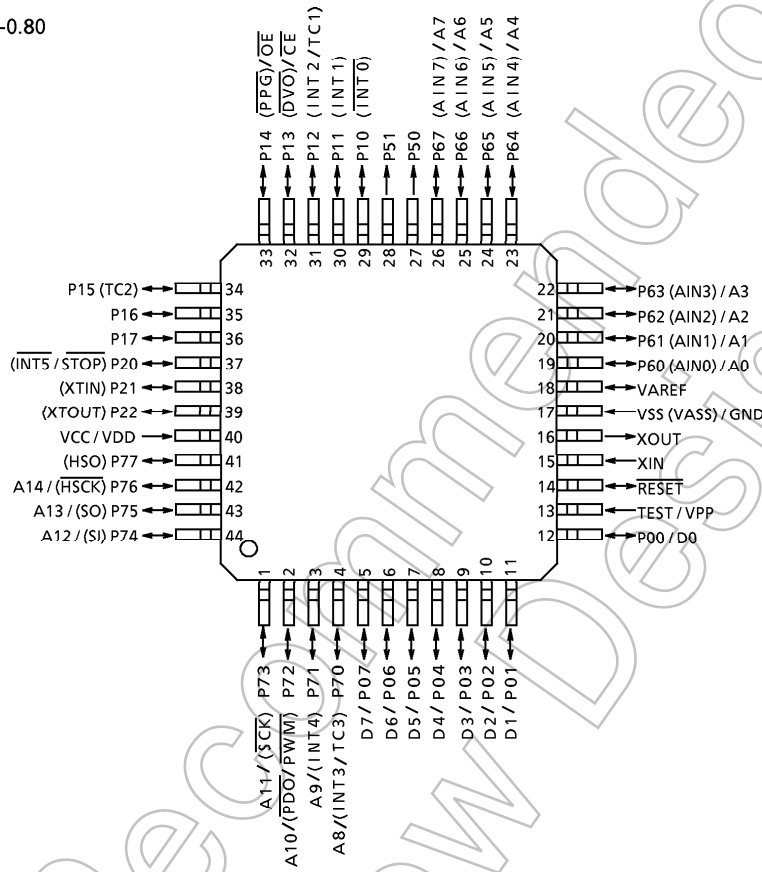 -0.80
P14 (PPG)/OE
P13 (DVO)/CE
P12 (INT2/TC1)
P11 (INT1)
P10 (INT0)
P51
P50
P67 (AIN7)/A7
P66 (AIN6)/A6
P65 (AIN5)/A5
P64 (AIN4)/A4
33 32 31 30 29 28 27 26 25 24 23
P15 (TC2) 34
P16 35
P17 36
(INT5/STOP) P20 37
(XTIN) P21 38
(XTOUT) P22 39
VCC/VDD 40
(HSO) P77 41
A14/(HSCK) P76 42
A13/(SO) P75 43
A12/(SI) P74 44
22 P63 (AIN3)/A3
21 P62 (AIN2)/A2
20 P61 (AIN1)/A1
19 P60 (AIN0)/A0
18 VAREF
17 VSS (VASS)/GND
16 XOUT
15 XIN
14 RESET
13 TEST/VPP
12 P00/D0
1 2 3 4 5 6 7 8 9 10 11
A11/(SCK) P73
A10/(PDO/PWM) P72
A9/(INT4) P71
A8/(INT3/TC3) P70
D7/P07
D6/P06
D5/P05
D4/P04
D3/P03
D2/P02
D1/P01